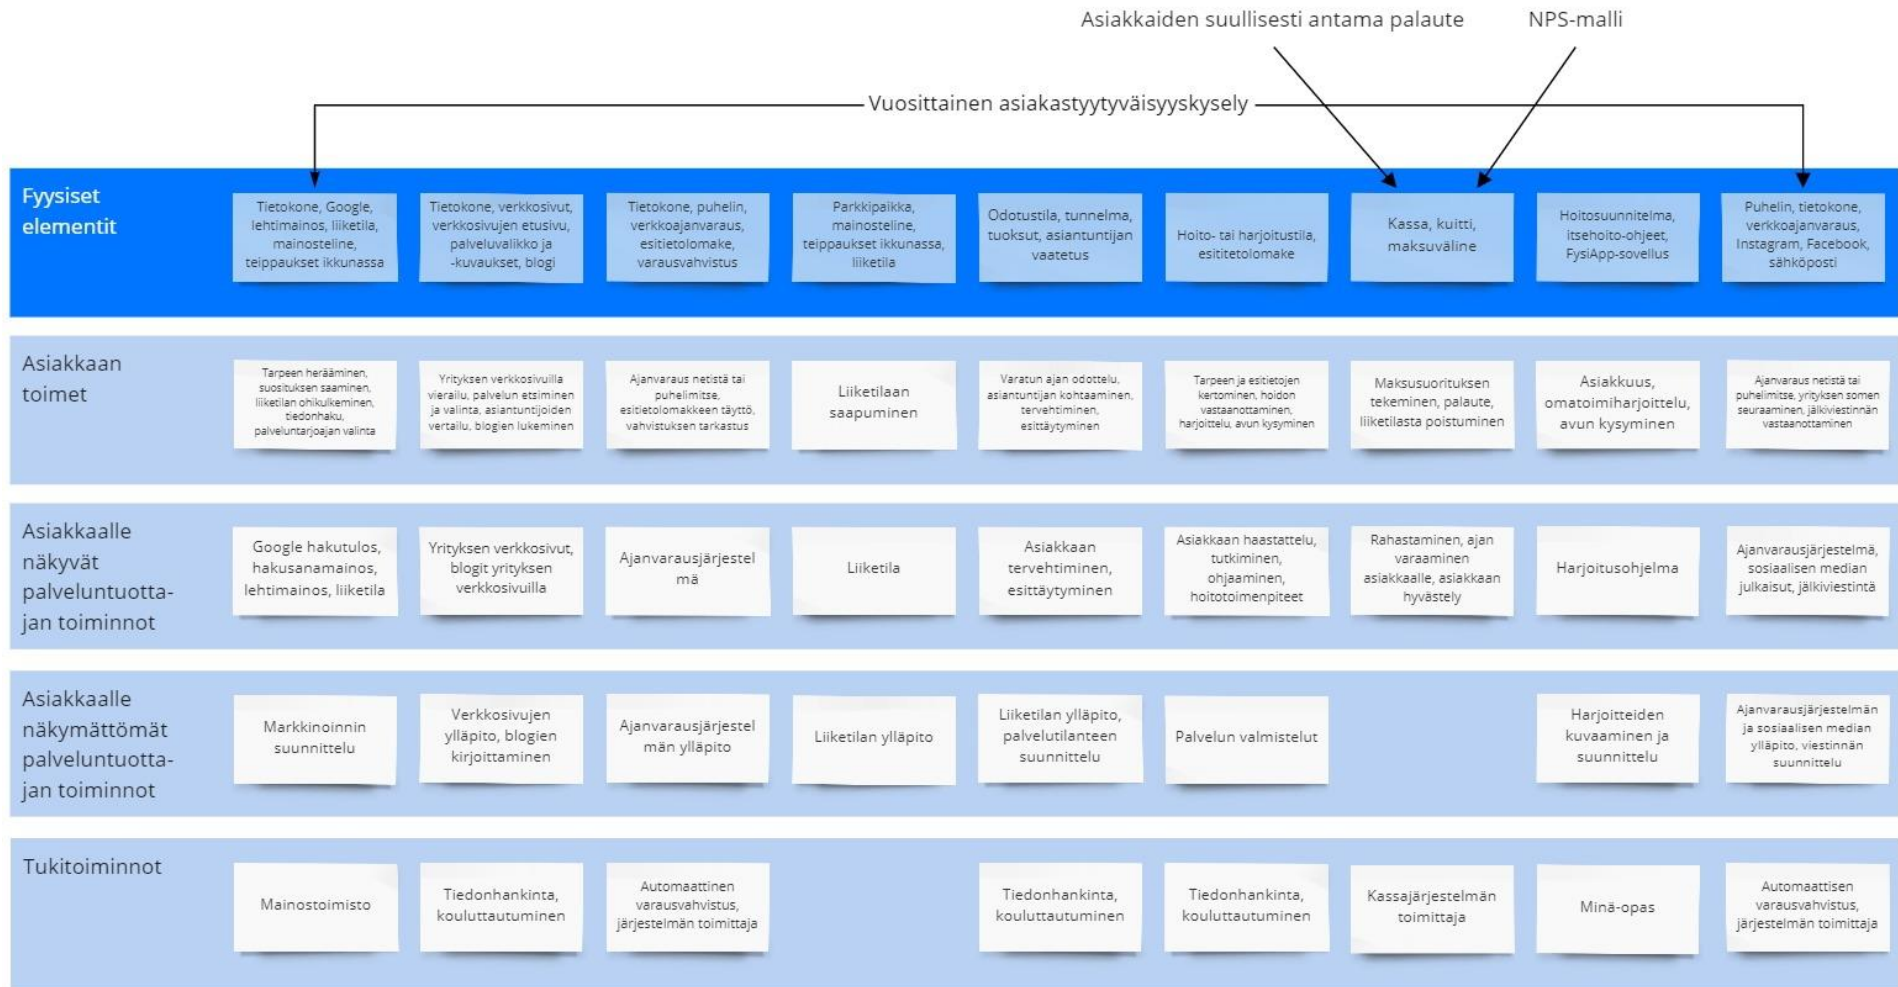 Asiakkaiden suullisesti antama palaute
NPS-malli
Vuosittainen asiakastyytyväisyyskysely
Fyysiset
elementit
Tietokone, Google,
lehtimainos, liiketila,
mainosteline,
teippaukset ikkunassa
Tietokone, verkkosivut,
verkkosivujen etusivu,
palveluvalikko ja
-kuvaukset, blogi
Tietokone, puhelin,
verkkoajanvaraus,
esitietolomake,
varausvahvistus
Parkkipaikka,
mainosteline,
teippaukset ikkunassa,
liiketila
Odotustila, tunnelma,
tuoksut, asiantuntijan
vaatetus
Hoito- tai harjoitustila,
esititetolomake
Kassa, kuitti,
maksuväline
Hoitosuunnitelma,
itsehoito-ohjeet,
FysiApp-sovellus
Puhelin, tietokone,
verkkoajanvaraus,
Instagram, Facebook,
sähköposti
Asiakkaan
toimet
Tarpeen herääminen,
suosituksen saaminen,
liiketilan ohikulkeminen,
tiedonhaku,
palveluntarjoajan valinta
Yrityksen verkkosivuilla
vierailu, palvelun etsiminen
ja valinta, asiantuntijoiden
vertailu, blogien lukeminen
Ajanvaraus netistä tai
puhelimitse,
esitietolomakkeen täyttö,
vahvistuksen tarkastus
Liiketilaan
saapuminen
Varatun ajan odottelu,
asiantuntijan kohtaaminen,
tervehtiminen,
esittäytyminen
Tarpeen ja esitietojen
kertominen, hoidon
vastaanottaminen,
harjoittelu, avun kysyminen
Maksusuorituksen
tekeminen, palaute,
liiketilasta poistuminen
Asiakkuus,
omatoimiharjoittelu,
avun kysyminen
Ajanvaraus netistä tai
puhelimitse, yrityksen somen
seuraaminen, jälkiviestinnän
vastaanottaminen
Asiakkaalle
näkyvät
palveluntuotta-
jan toiminnot
Google hakutulos,
hakusanamainos,
lehtimainos, liiketila
Yrityksen verkkosivut,
blogit yrityksen
verkkosivuilla
Ajanvarausjärjestel
mä
Liiketila
Asiakkaan
tervehtiminen,
esittäytyminen
Asiakkaan haastattelu,
tutkiminen,
ohjaaminen,
hoitotoimenpiteet
Rahastaminen, ajan
varaaminen
asiakkaalle, asiakkaan
hyvästely
Harjoitusohjelma
Ajanvarausjärjestelmä,
sosiaalisen median
julkaisut, jälkiviestintä
Asiakkaalle
näkymättömät
palveluntuotta-
jan toiminnot
Markkinoinnin
suunnittelu
Verkkosivujen
ylläpito, blogien
kirjoittaminen
Ajanvarausjärjestel
män ylläpito
Liiketilan ylläpito
Liiketilan ylläpito,
palvelutilanteen
suunnittelu
Palvelun valmistelut
Harjoitteiden
kuvaaminen ja
suunnittelu
Ajanvarausjärjestelmän
ja sosiaalisen median
ylläpito, viestinnän
suunnittelu
Tukitoiminnot
Mainostoimisto
Tiedonhankinta,
kouluttautuminen
Automaattinen
varausvahvistus,
järjestelmän toimittaja
Tiedonhankinta,
kouluttautuminen
Tiedonhankinta,
kouluttautuminen
Kassajärjestelmän
toimittaja
Minä-opas
Automaattisen
varausvahvistus,
järjestelmän toimittaja